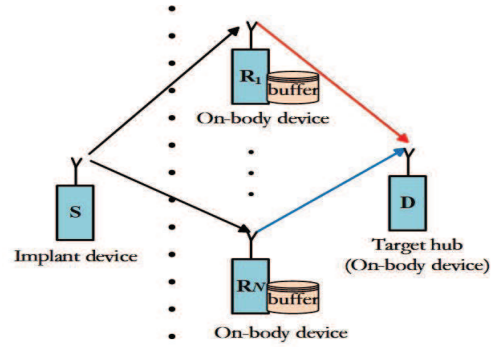 R1
buffer
On-body device
S
D
Implant device
Target hub
(On-body device)
RN
buffer
On-body device